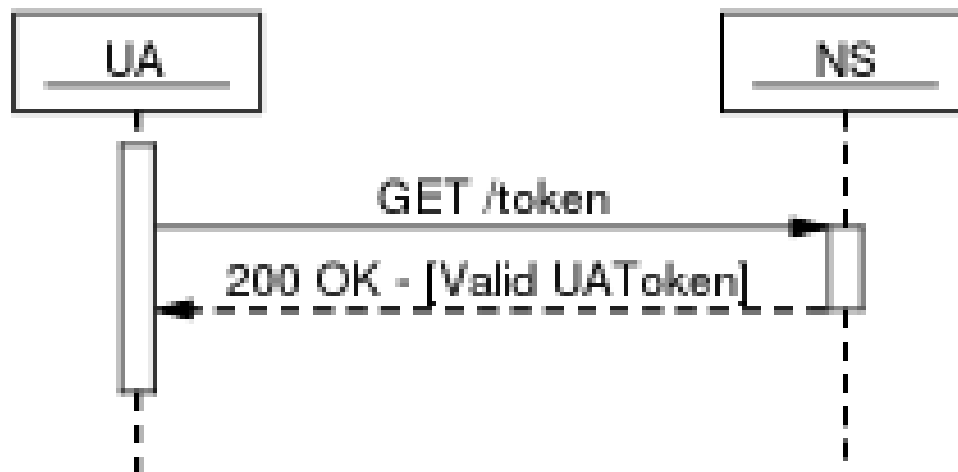 UA
NS
GET /token
200 OK - [Valid UAToken]